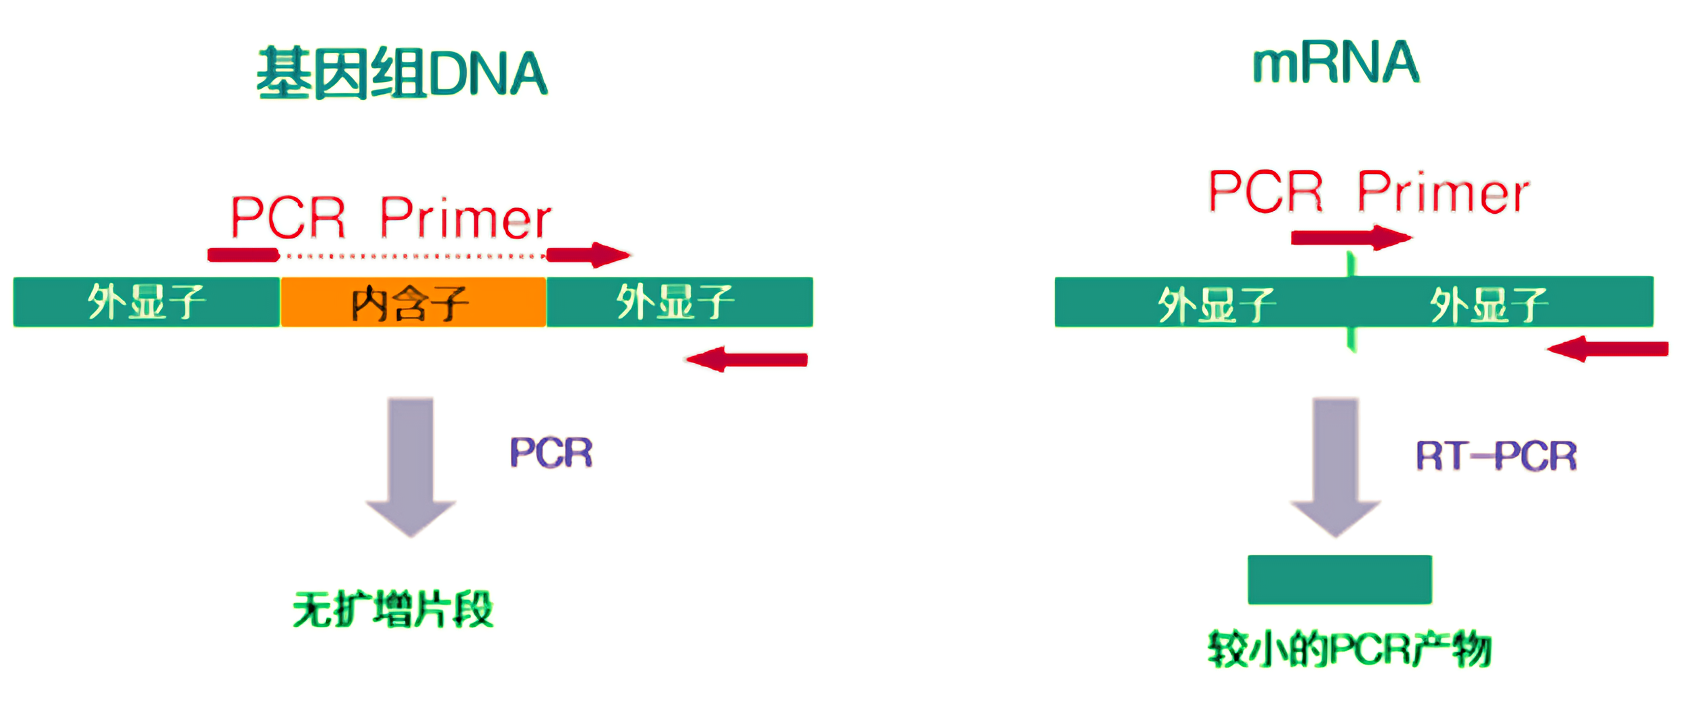 基因组DNA
PCR Primer
外显子 内含子 外显子
PCR
无扩增片段
mRNA
PCR Primer
外显子 外显子
RT-PCR
较小的PCR产物